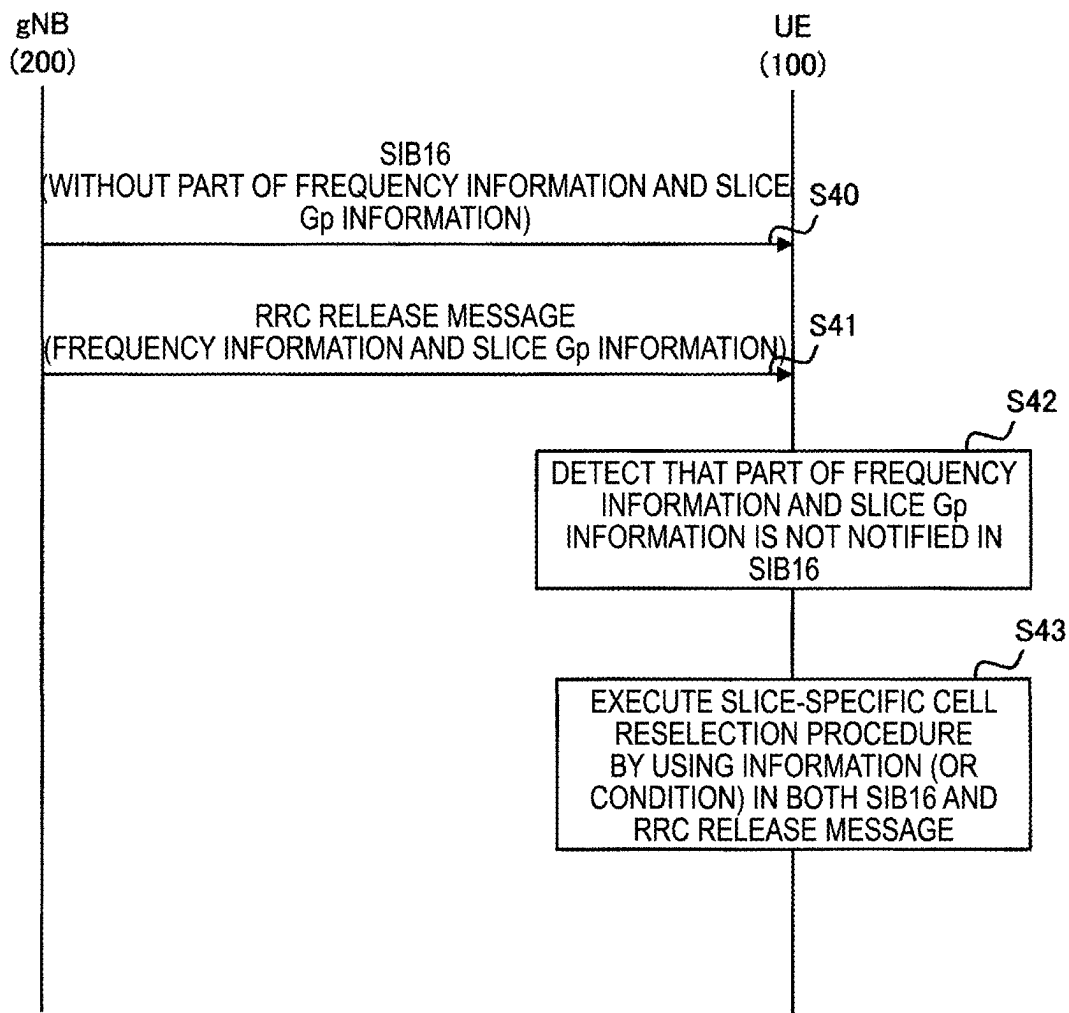 gNB
(200)
UE
(100)
SIB16
(WITHOUT PART OF FREQUENCY INFORMATION AND SLICE
Gp INFORMATION)
S40
RRC RELEASE MESSAGE
(FREQUENCY INFORMATION AND SLICE Gp INFORMATION)
S41
S42
DETECT THAT PART OF FREQUENCY
INFORMATION AND SLICE Gp
INFORMATION IS NOT NOTIFIED IN
SIB16
S43
EXECUTE SLICE-SPECIFIC CELL
RESELECTION PROCEDURE
BY USING INFORMATION (OR
CONDITION) IN BOTH SIB16 AND
RRC RELEASE MESSAGE